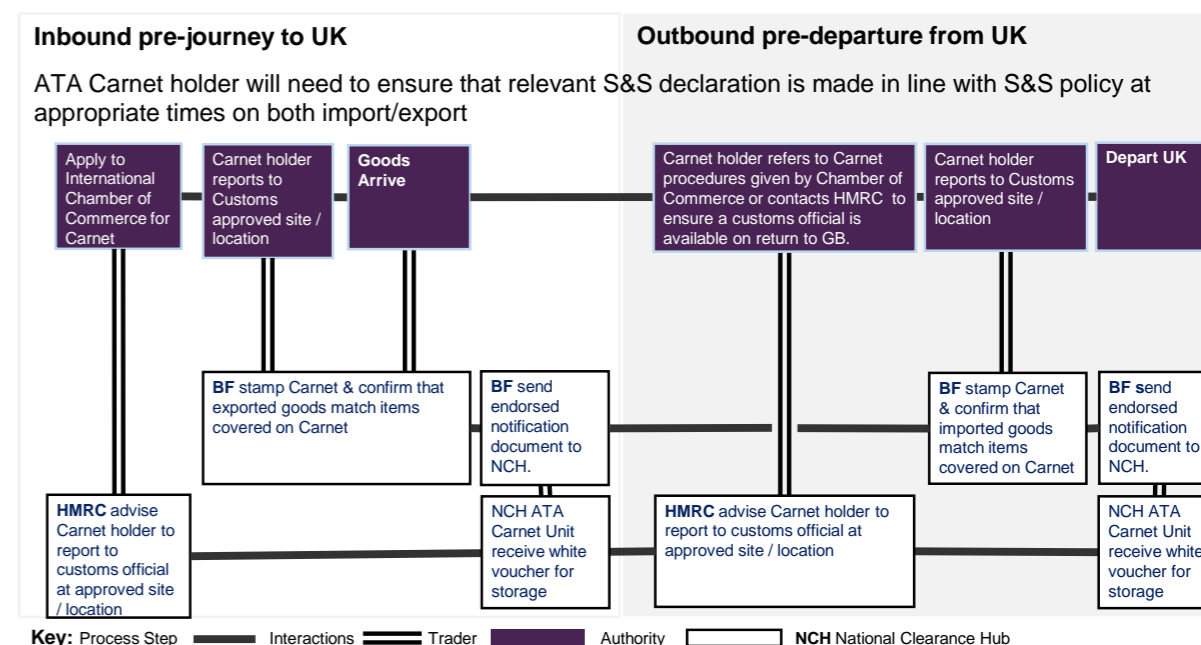 Inbound pre-journey to UK
Outbound pre-departure from UK
ATA Carnet holder will need to ensure that relevant S&S declaration is made in line with S&S policy at
appropriate times on both import/export
Apply to
International
Chamber of
Commerce for
Carnet
Carnet holder
reports to
Customs
approved site /
location
Goods
Arrive
Carnet holder refers to Carnet
procedures given by Chamber of
Commerce or contacts HMRC to
ensure a customs official is
available on return to GB.
Carnet holder
reports to Customs
approved site /
location
Depart UK
BF stamp Carnet & confirm that
exported goods match items
covered on Carnet
BF send
endorsed
notification
document to
NCH.
BF stamp Carnet
& confirm that
imported goods
match items
covered on Carnet
BF send
endorsed
notification
document to
NCH.
HMRC advise
Carnet holder to
report to
customs official
at approved site
/ location
NCH ATA
Carnet Unit
receive white
voucher for
storage
HMRC advise Carnet holder to
report to customs official at
approved site / location
NCH ATA
Carnet Unit
receive white
voucher for
storage
Key: Process Step Interactions Trader Authority NCH National Clearance Hub